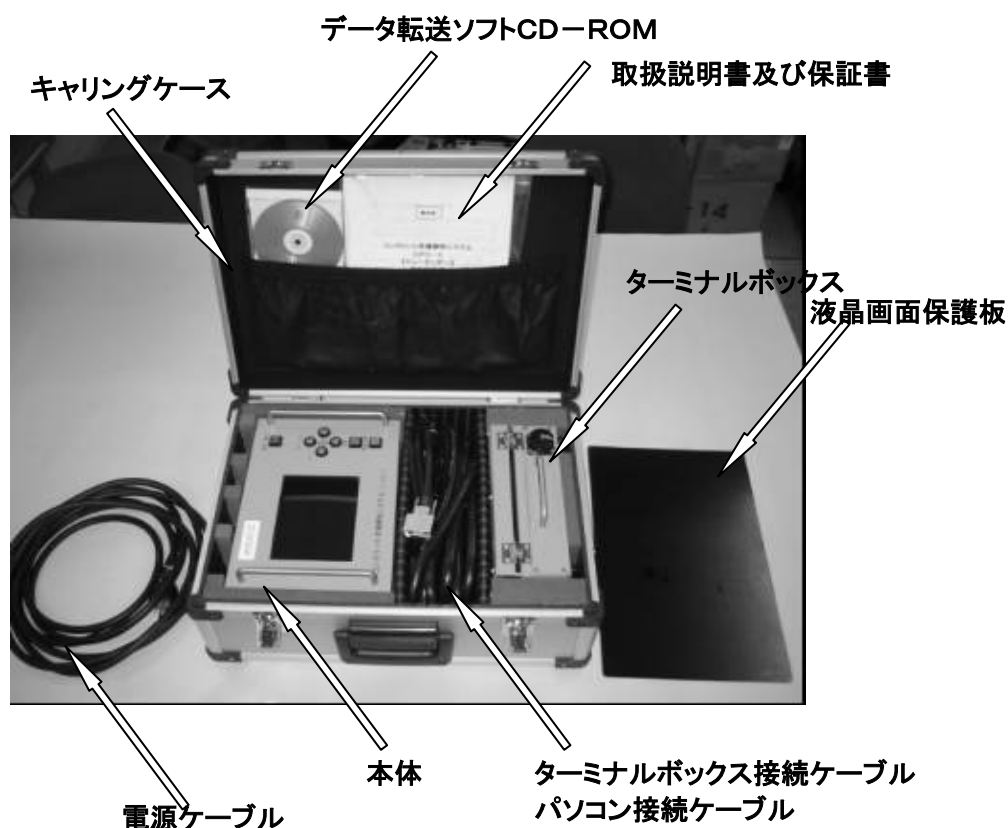 データ転送ソフトCD－ROM
取扱説明書及び保証書
キャリングケース
ターミナルボックス
液晶画面保護板
-14
本体
ターミナルボックス接続ケーブル
パソコン接続ケーブル
電源ケーブル